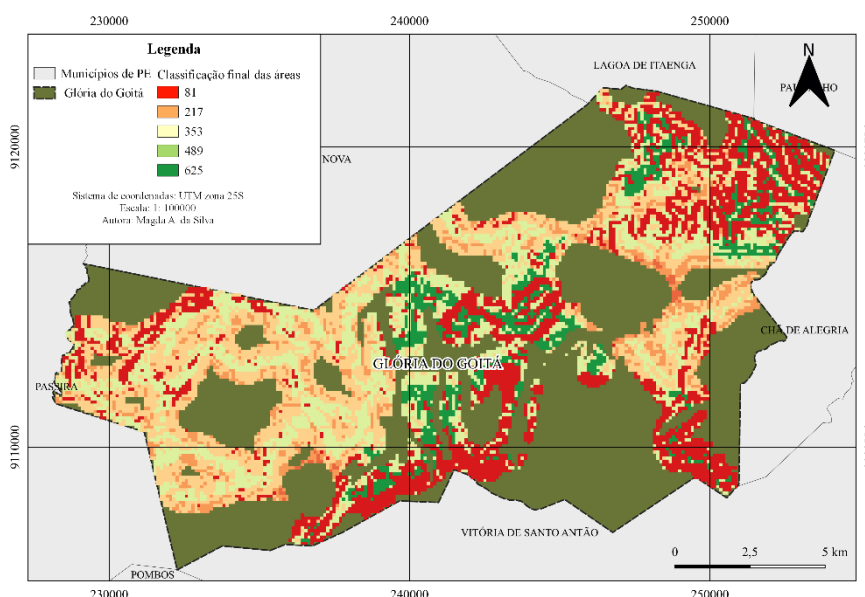 230000
240000
250000
Legenda
Municípios de PE
Glória do Goitá
Classificação final das áreas
81
217
353
489
625
Sistema de coordenadas: UTM zona 25S
Escala: 1: 100000
Autora: Magda A. da Silva
N
LAGOA DE ITAENGA
NOVA
9120000
CHÃ DE ALEGRIA
GLÓRIA DO GOITÁ
9110000
VITÓRIA DE SANTO ANTÃO
POMBOS
0 2,5 5 km
230000
240000
250000